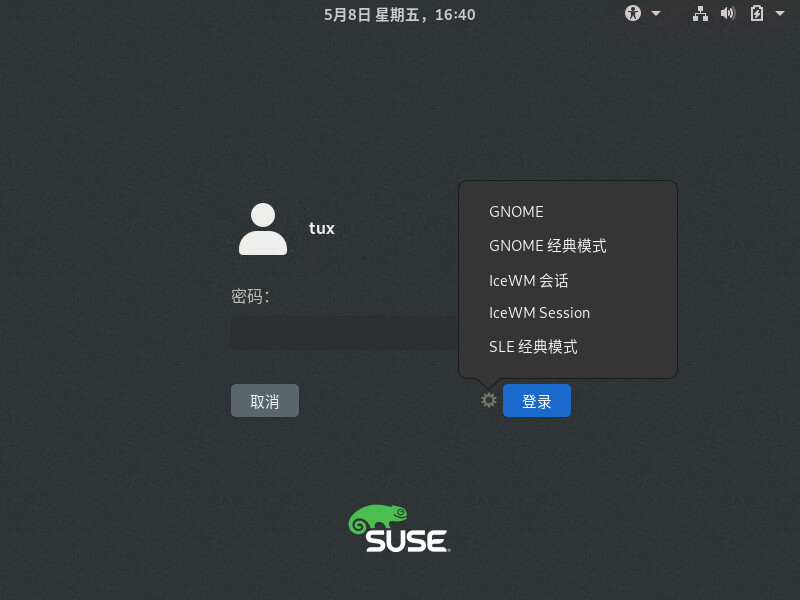 5月8日 星期五，16:40
tux
密码：
GNOME
GNOME 经典模式
IceWM 会话
IceWM Session
SLE 经典模式
取消
登录
SUSE